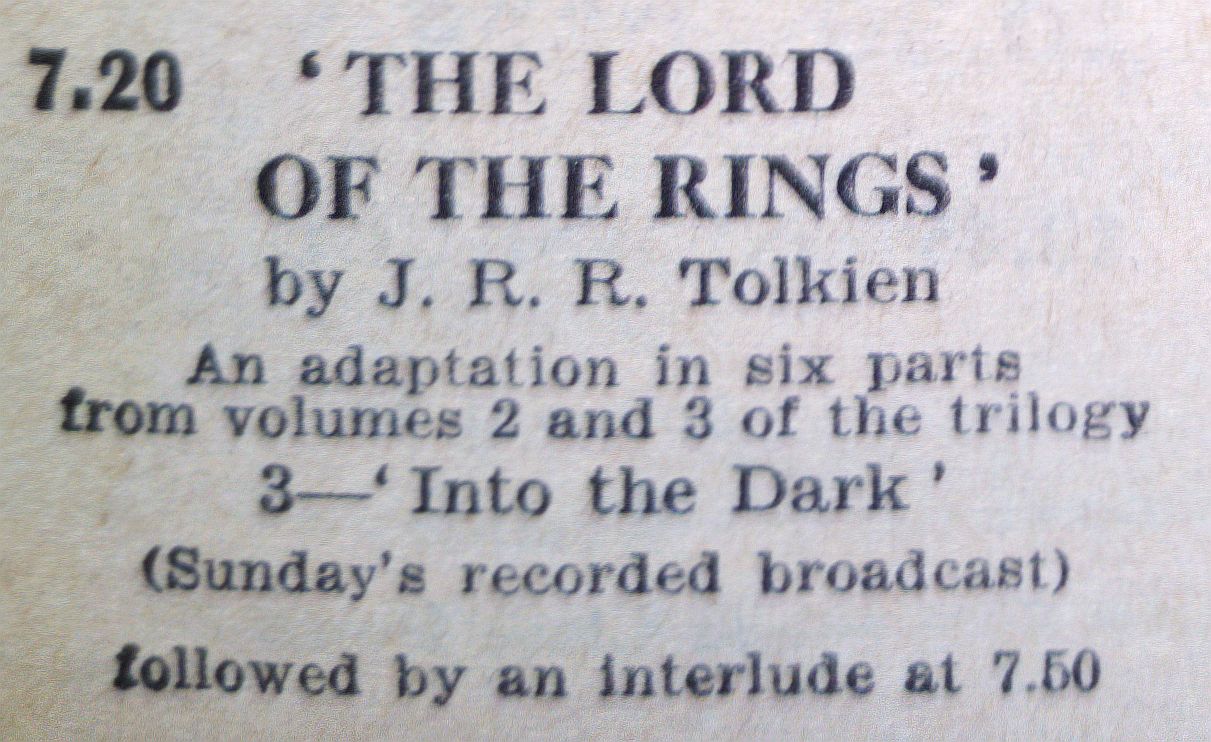 7.20 ‘THE LORD
OF THE RINGS’
by J. R. R. Tolkien
An adaptation in six parts
from volumes 2 and 3 of the trilogy
3—‘Into the Dark’
(Sunday's recorded broadcast)
followed by an interlude at 7.50